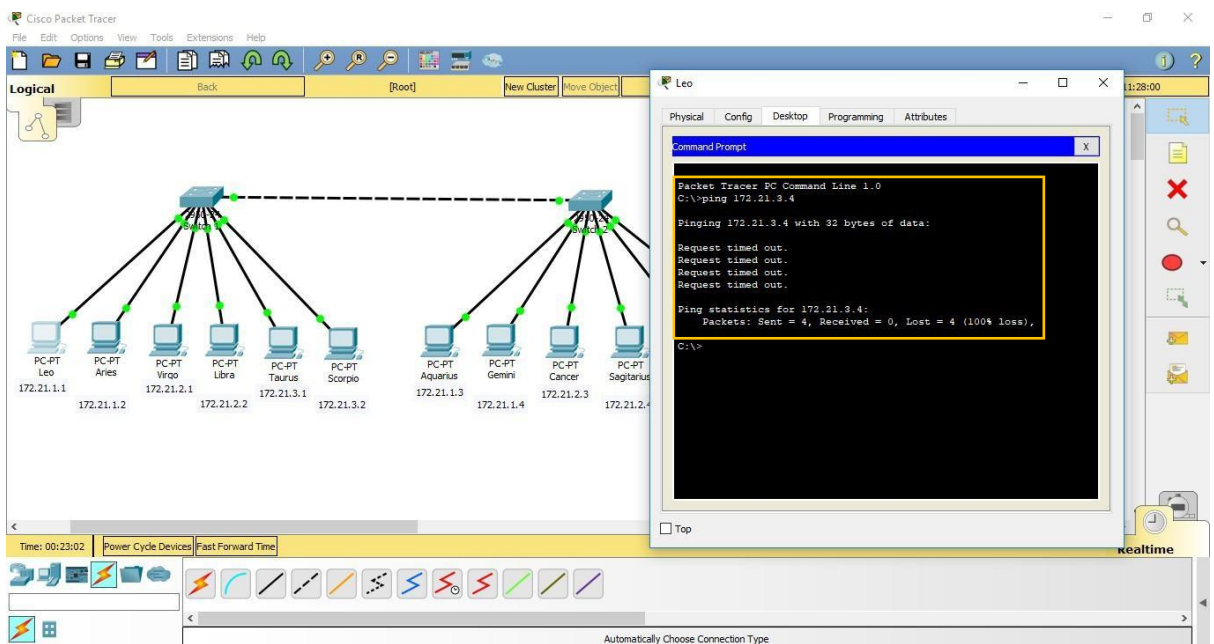 Cisco Packet Tracer
File Edit Options View Tools Extensions Help
Logical
Back
[Root]
New Cluster
Move Object
11:28:00
Leo
Physical Config Desktop Programming Attributes
Command Prompt
X
Packet Tracer PC Command Line 1.0
C:\>ping 172.21.3.4
Pinging 172.21.3.4 with 32 bytes of data:
Request timed out.
Request timed out.
Request timed out.
Request timed out.
Ping statistics for 172.21.3.4:
Packets: Sent = 4, Received = 0, Lost = 4 (100% loss),
C:\>
Top
Switch 1
Switch 2
PC-PT
Leo
172.21.1.1
PC-PT
Aries
172.21.1.2
PC-PT
Virgo
172.21.2.1
PC-PT
Libra
172.21.2.2
PC-PT
Taurus
172.21.3.1
PC-PT
Scorpio
172.21.3.2
PC-PT
Aquarius
172.21.1.3
PC-PT
Gemini
172.21.1.4
PC-PT
Cancer
172.21.2.3
PC-PT
Sagitarius
172.21.2.4
Time: 00:23:02
Power Cycle Devices
Fast Forward Time
Realtime
Automatically Choose Connection Type